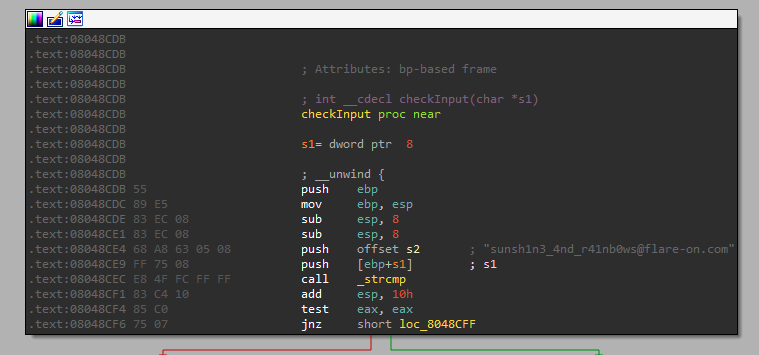 .text:08048CDB
.text:08048CDB
.text:08048CDB ; Attributes: bp-based frame
.text:08048CDB
.text:08048CDB ; int __cdecl checkInput(char *s1)
.text:08048CDB checkInput proc near
.text:08048CDB
.text:08048CDB s1= dword ptr  8
.text:08048CDB
.text:08048CDB ; __unwind {
.text:08048CDB 55 push ebp
.text:08048CDC 89 E5 mov ebp, esp
.text:08048CDE 83 EC 08 sub esp, 8
.text:08048CE1 83 EC 08 sub esp, 8
.text:08048CE4 68 A8 63 05 08 push offset s2 ; "sunsh1n3_4nd_r41nb0ws@flare-on.com"
.text:08048CE9 FF 75 08 push [ebp+s1] ; s1
.text:08048CEC E8 4F FC FF FF call _strcmp
.text:08048CF1 83 C4 10 add esp, 10h
.text:08048CF4 85 C0 test eax, eax
.text:08048CF6 75 07 jnz short loc_8048CFF